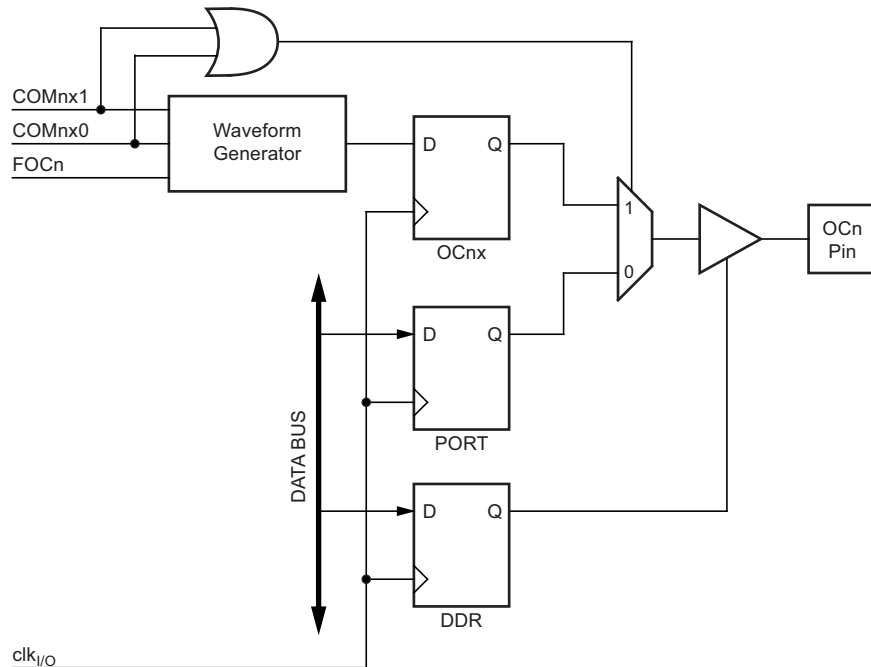 COMnx1
COMnx0
FOCn
Waveform
Generator
D Q
OCnx
1
0
OCn
Pin
D Q
PORT
DATA BUS
D Q
DDR
clkI/O